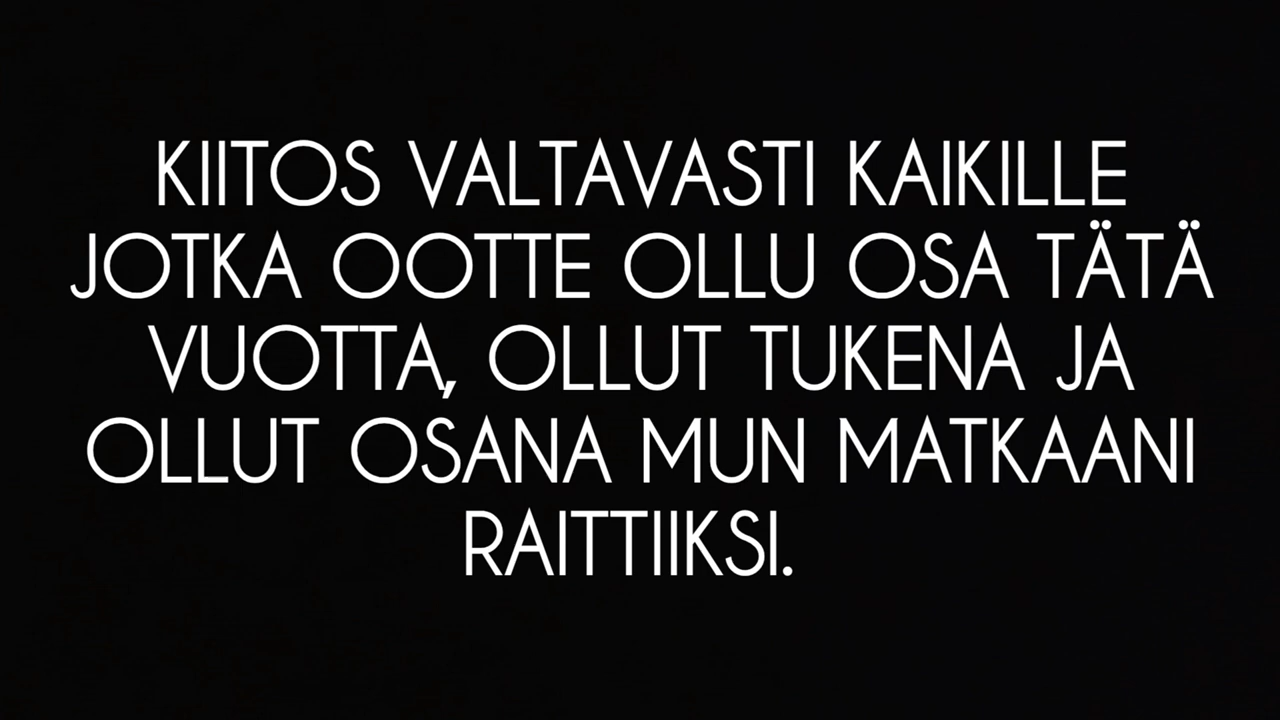 KIITOS VALTAVASTI KAIKILLE
JOTKA OOTTE OLLU OSA TÄTÄ
VUOTTA, OLLUT TUKENA JA
OLLUT OSANA MUN MATKAANI
RAITTIIKSI.